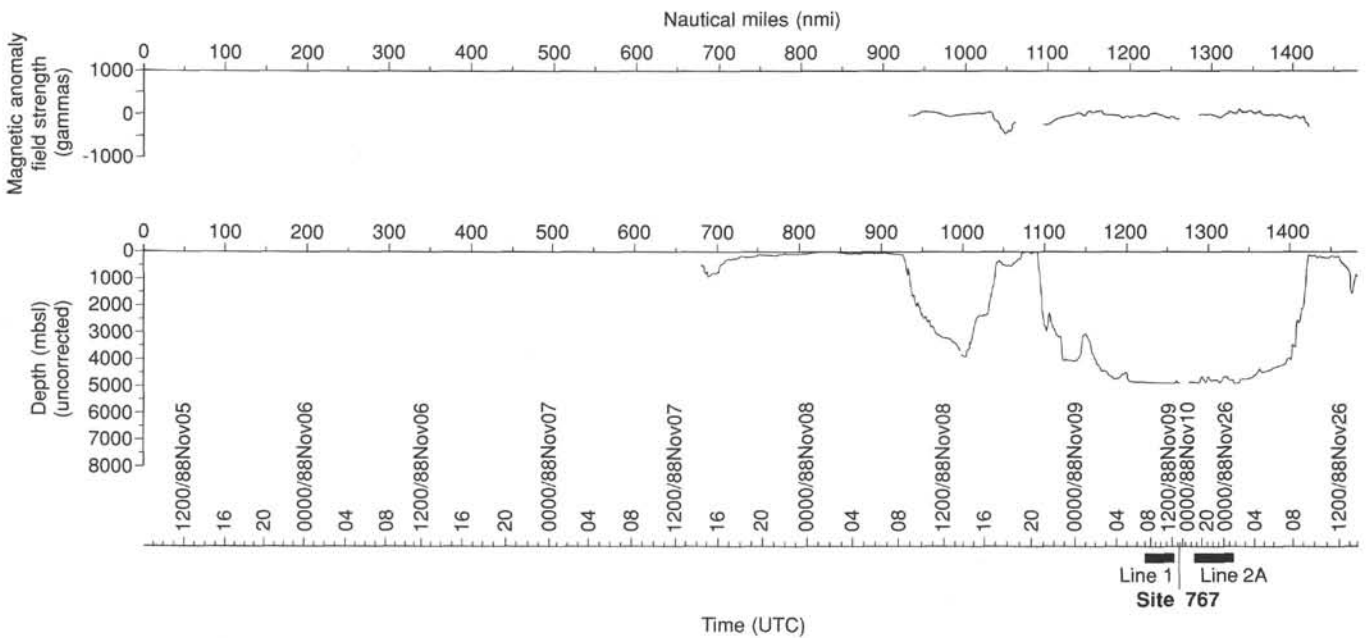 Nautical miles (nmi)
0 100 200 300 400 500 600 700 800 900 1000 1100 1200 1300 1400
Magnetic anomaly
field strength
(gammas)
1000
0
-1000
0 100 200 300 400 500 600 700 800 900 1000 1100 1200 1300 1400
Depth (mbsl)
(uncorrected)
0
1000
2000
3000
4000
5000
6000
7000
8000
1200/88Nov05 16 20 0000/88Nov06 04 08 1200/88Nov06 16 20 0000/88Nov07 04 08 1200/88Nov07 16 20 0000/88Nov08 04 08 1200/88Nov08 16 20 0000/88Nov09 04 08 1200/88Nov09 0000/88Nov10 20 0000/88Nov26 04 08 1200/88Nov26
Line 1 Line 2A
Site 767
Time (UTC)